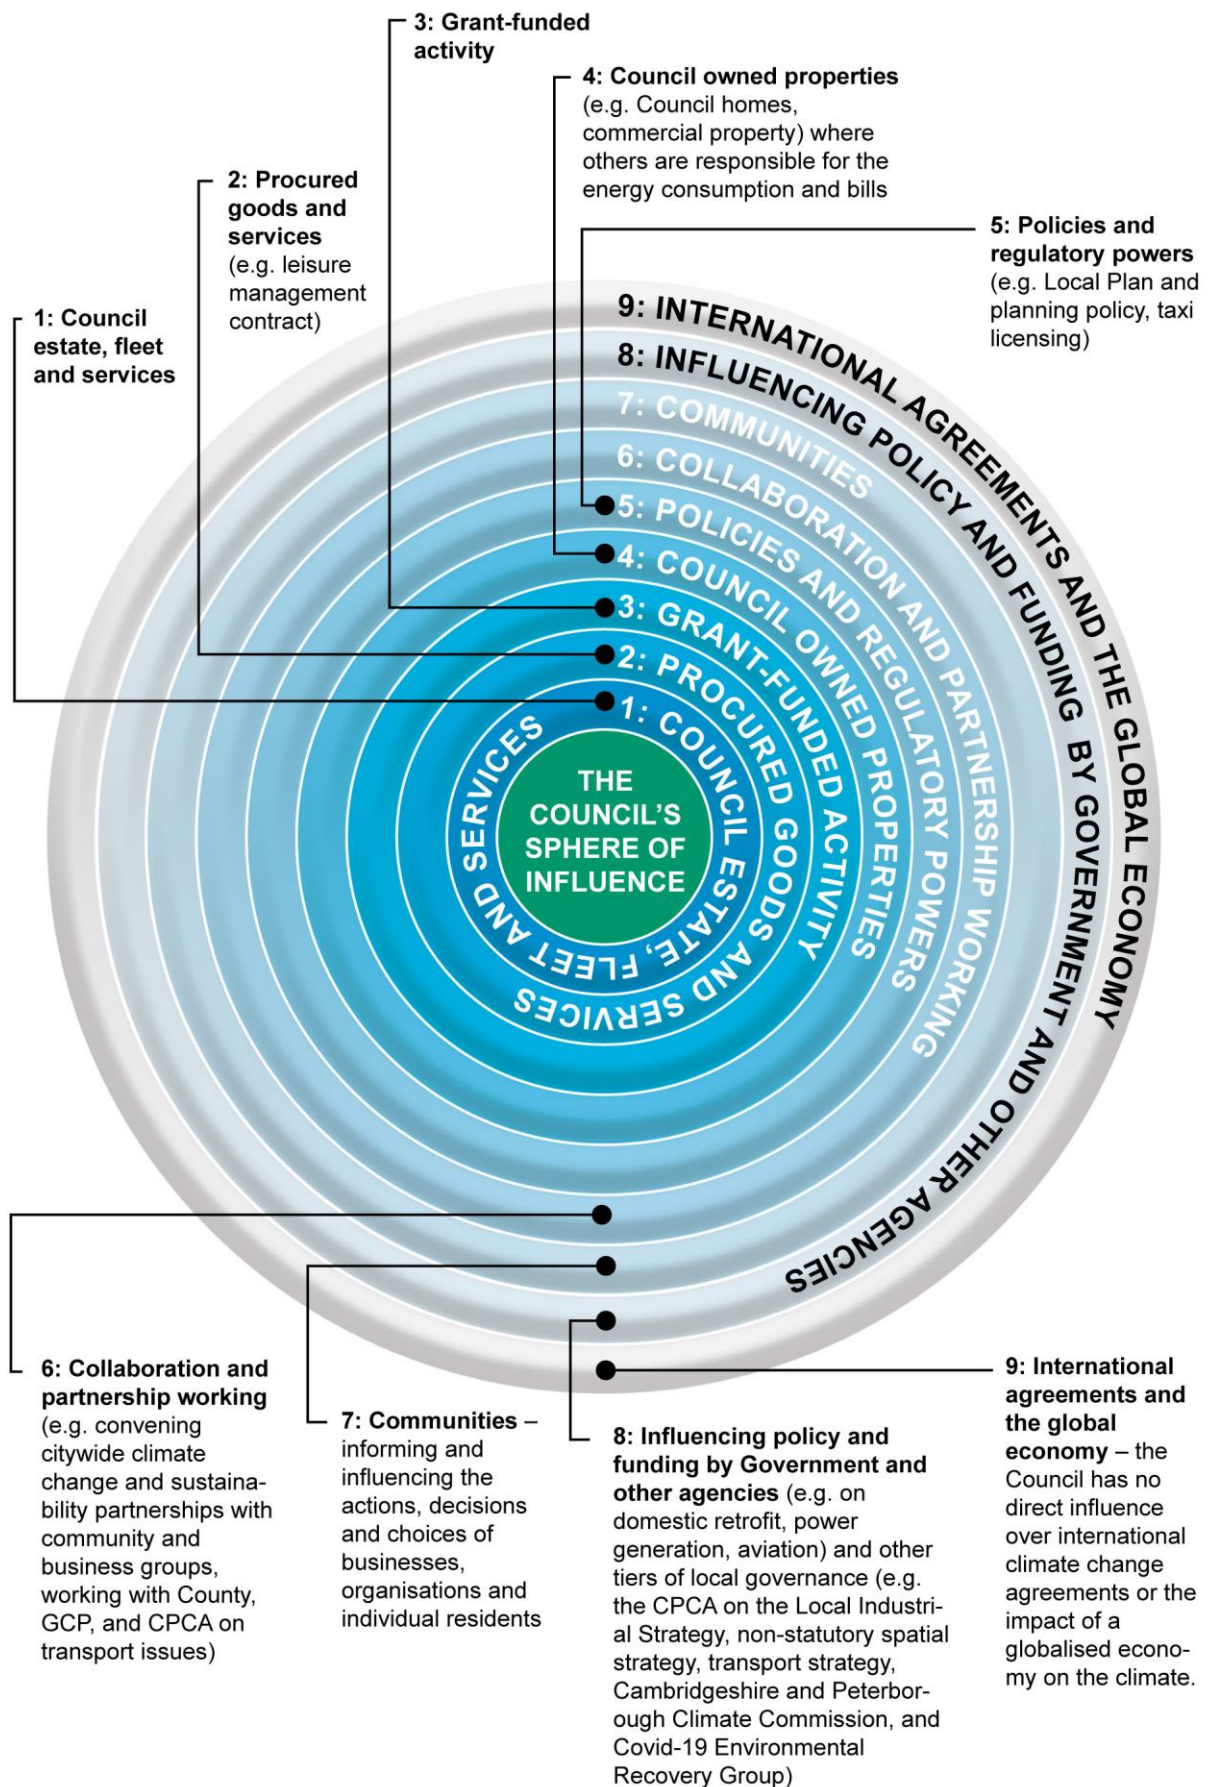 3: Grant-funded
activity
4: Council owned properties
(e.g. Council homes,
commercial property) where
others are responsible for the
energy consumption and bills
2: Procured
goods and
services
(e.g. leisure
management
contract)
5: Policies and
regulatory powers
(e.g. Local Plan and
planning policy, taxi
licensing)
1: Council
estate, fleet
and services
9: INTERNATIONAL AGREEMENTS AND THE GLOBAL ECONOMY
8: INFLUENCING POLICY AND FUNDING BY GOVERNMENT AND OTHER AGENCIES
7: COMMUNITIES
6: COLLABORATION AND PARTNERSHIP WORKING
5: POLICIES AND REGULATORY POWERS
4: COUNCIL OWNED PROPERTIES
3: GRANT-FUNDED ACTIVITY
2: PROCURED GOODS AND SERVICES
1: COUNCIL ESTATE, FLEET AND SERVICES
THE
COUNCIL'S
SPHERE OF
INFLUENCE
6: Collaboration and
partnership working
(e.g. convening
citywide climate
change and sustaina-
bility partnerships with
community and
business groups,
working with County,
GCP, and CPCA on
transport issues)
7: Communities –
informing and
influencing the
actions, decisions
and choices of
businesses,
organisations and
individual residents
8: Influencing policy and
funding by Government and
other agencies (e.g. on
domestic retrofit, power
generation, aviation) and other
tiers of local governance (e.g.
the CPCA on the Local Industri-
al Strategy, non-statutory spatial
strategy, transport strategy,
Cambridgeshire and Peterbor-
ough Climate Commission, and
Covid-19 Environmental
Recovery Group)
9: International
agreements and
the global
economy – the
Council has no
direct influence
over international
climate change
agreements or the
impact of a
globalised econo-
my on the climate.